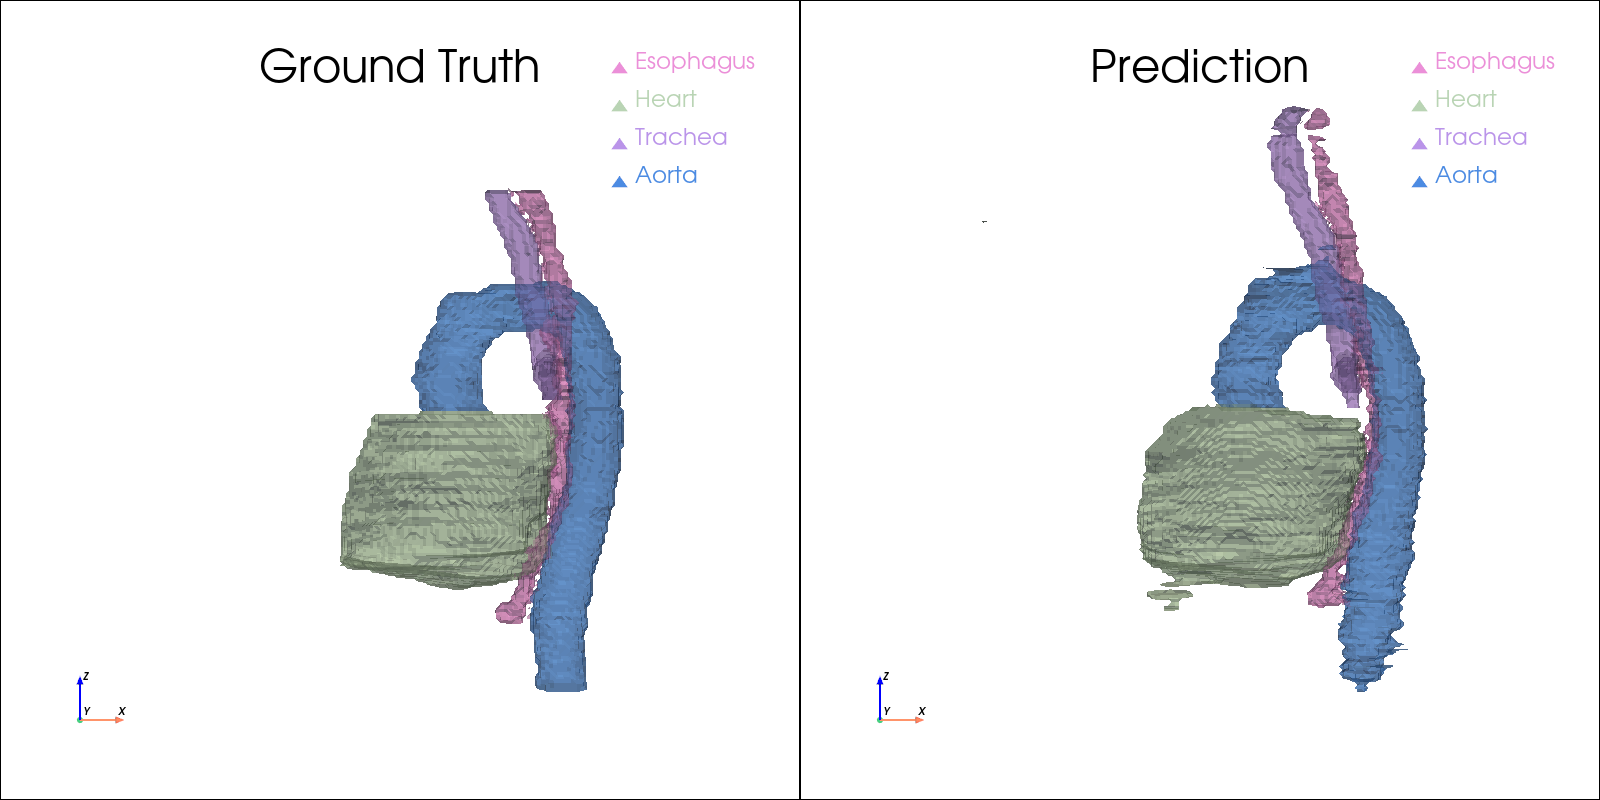 Ground Truth
Esophagus
Heart
Trachea
Aorta
Z
Y X
Prediction
Esophagus
Heart
Trachea
Aorta
Z
Y X